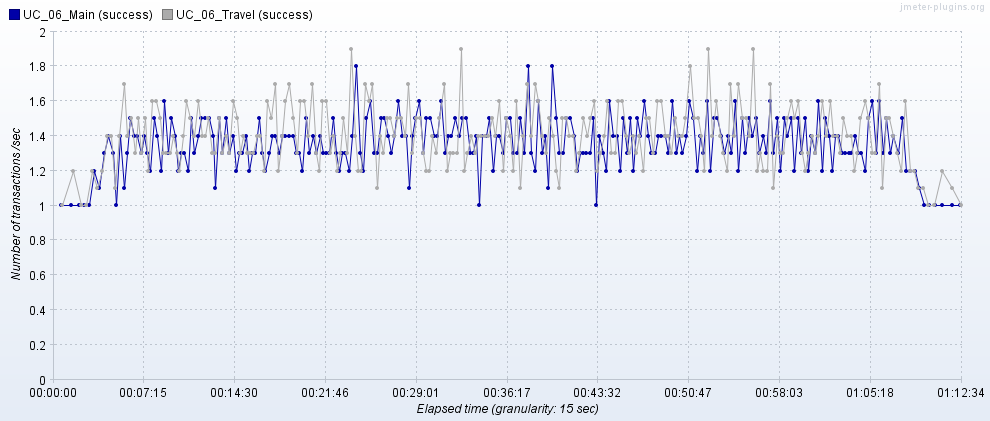 UC_06_Main (success) UC_06_Travel (success)
jmeter-plugins.org
2
1.8
1.6
1.4
1.2
1
0.8
0.6
0.4
0.2
0
Number of transactions/sec
00:00:00 00:07:15 00:14:30 00:21:46 00:29:01 00:36:17 00:43:32 00:50:47 00:58:03 01:05:18 01:12:34
Elapsed time (granularity: 15 sec)